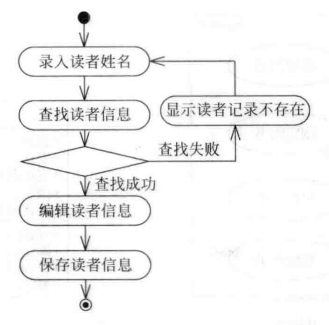 录入读者姓名
查找读者信息
显示读者记录不存在
查找失败
查找成功
编辑读者信息
保存读者信息